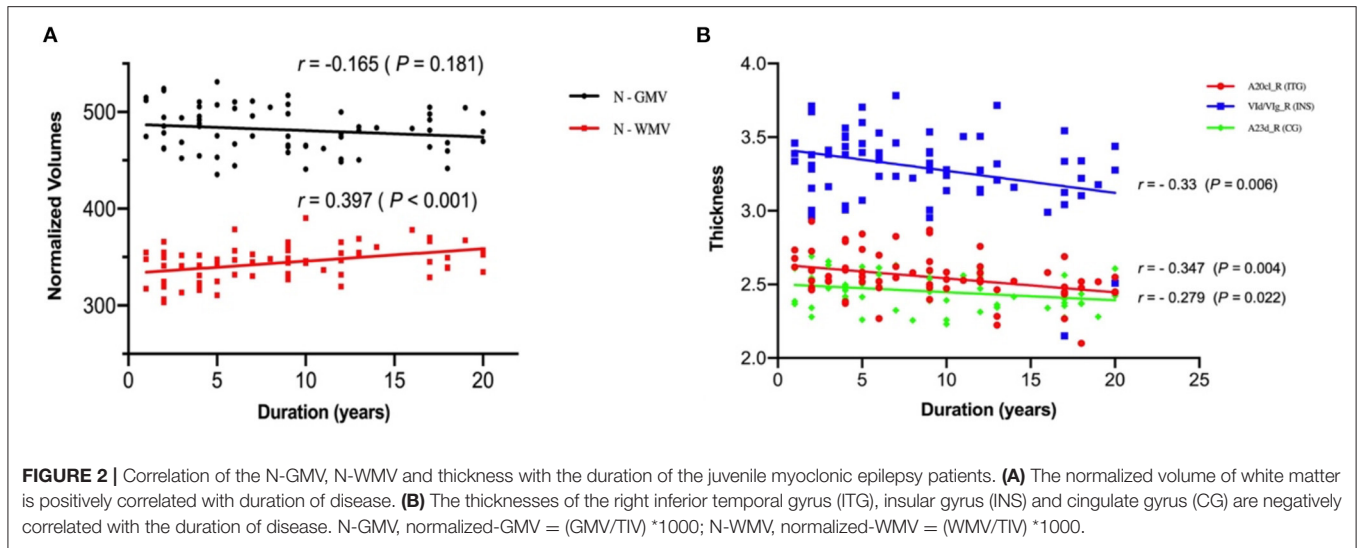 A
r = -0.165 ( P = 0.181)
r = 0.397 ( P < 0.001)
N - GMV
N - WMV
Normalized Volumes
500
400
300
0 5 10 15 20
Duration (years)
B
A20cl_R (ITG)
VId/VIg_R (INS)
A23d_R (CG)
r = - 0.33 (P = 0.006)
r = - 0.347 (P = 0.004)
r = - 0.279 (P = 0.022)
Thickness
4.0
3.5
3.0
2.5
2.0
0 5 10 15 20 25
Duration (years)
FIGURE 2 | Correlation of the N-GMV, N-WMV and thickness with the duration of the juvenile myoclonic epilepsy patients. (A) The normalized volume of white matter
is positively correlated with duration of disease. (B) The thicknesses of the right inferior temporal gyrus (ITG), insular gyrus (INS) and cingulate gyrus (CG) are negatively
correlated with the duration of disease. N-GMV, normalized-GMV = (GMV/TIV) *1000; N-WMV, normalized-WMV = (WMV/TIV) *1000.